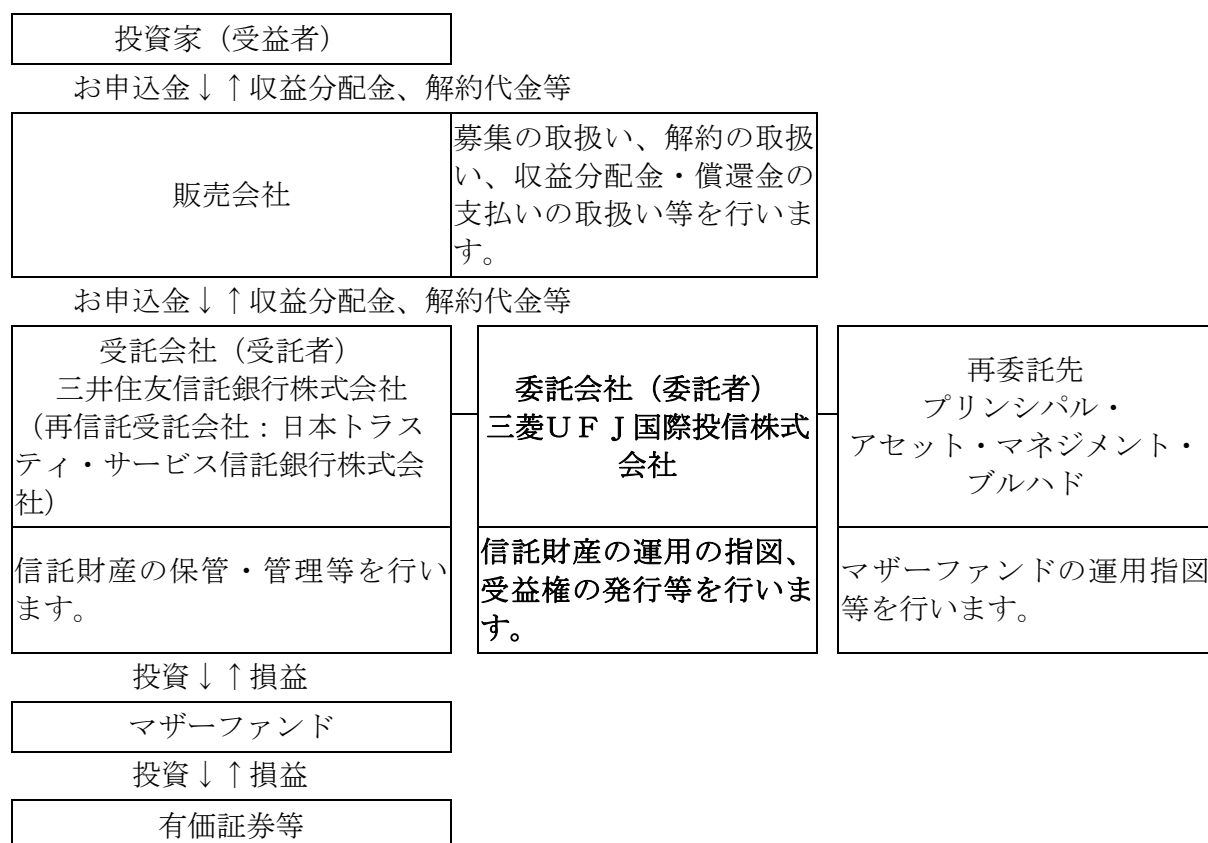 投資家（受益者）
お申込金↓↑収益分配金、解約代金等
販売会社
募集の取扱い、解約の取扱
い、収益分配金・償還金の
支払いの取扱い等を行いま
す。
お申込金↓↑収益分配金、解約代金等
受託会社（受託者）
三井住友信託銀行株式会社
（再信託受託会社：日本トラス
ティ・サービス信託銀行株式会
社）
委託会社（委託者）
三菱ＵＦＪ国際投信株式
会社
再委託先
プリンシパル・
アセット・マネジメント・
ブルハド
信託財産の保管・管理等を行い
ます。
信託財産の運用の指図、
受益権の発行等を行いま
す。
マザーファンドの運用指図
等を行います。
投資↓↑損益
マザーファンド
投資↓↑損益
有価証券等